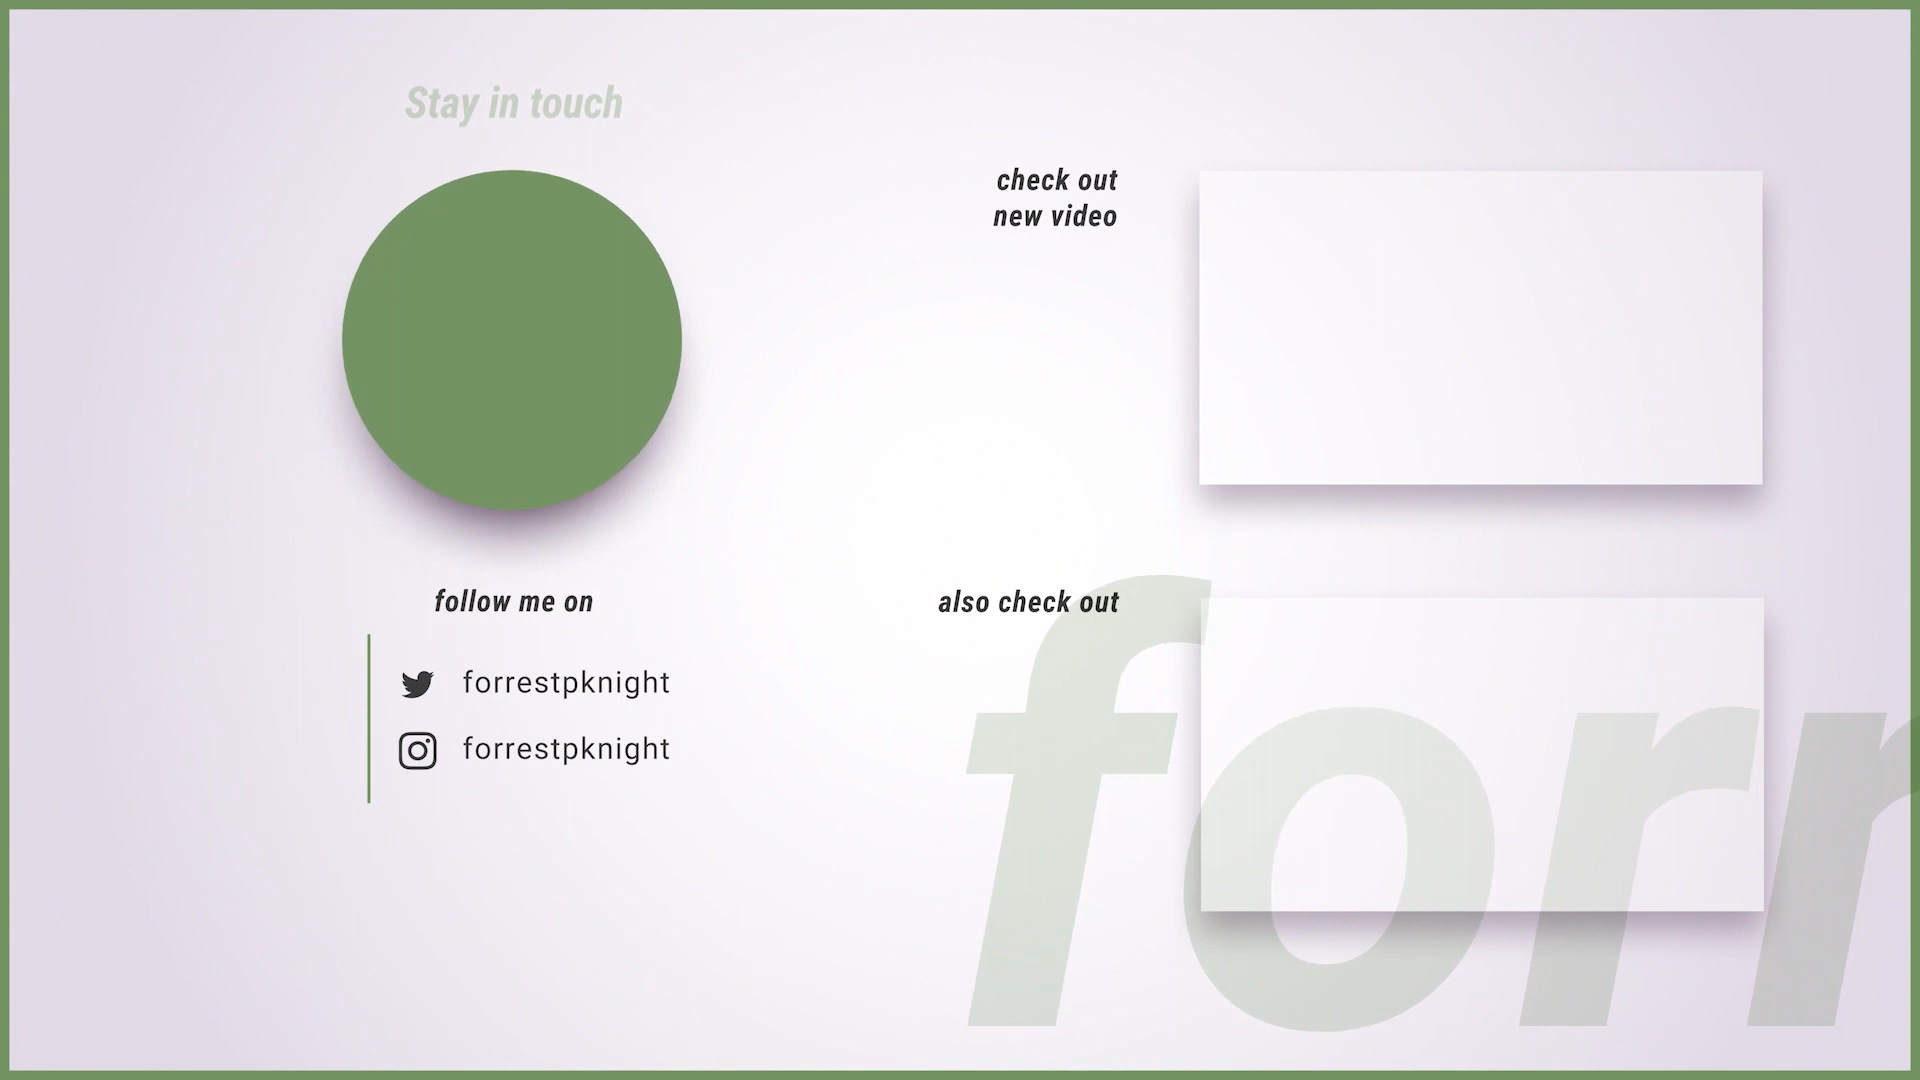 Stay in touch
check out
new video
follow me on
forrestpknight
forrestpknight
also check out
forr